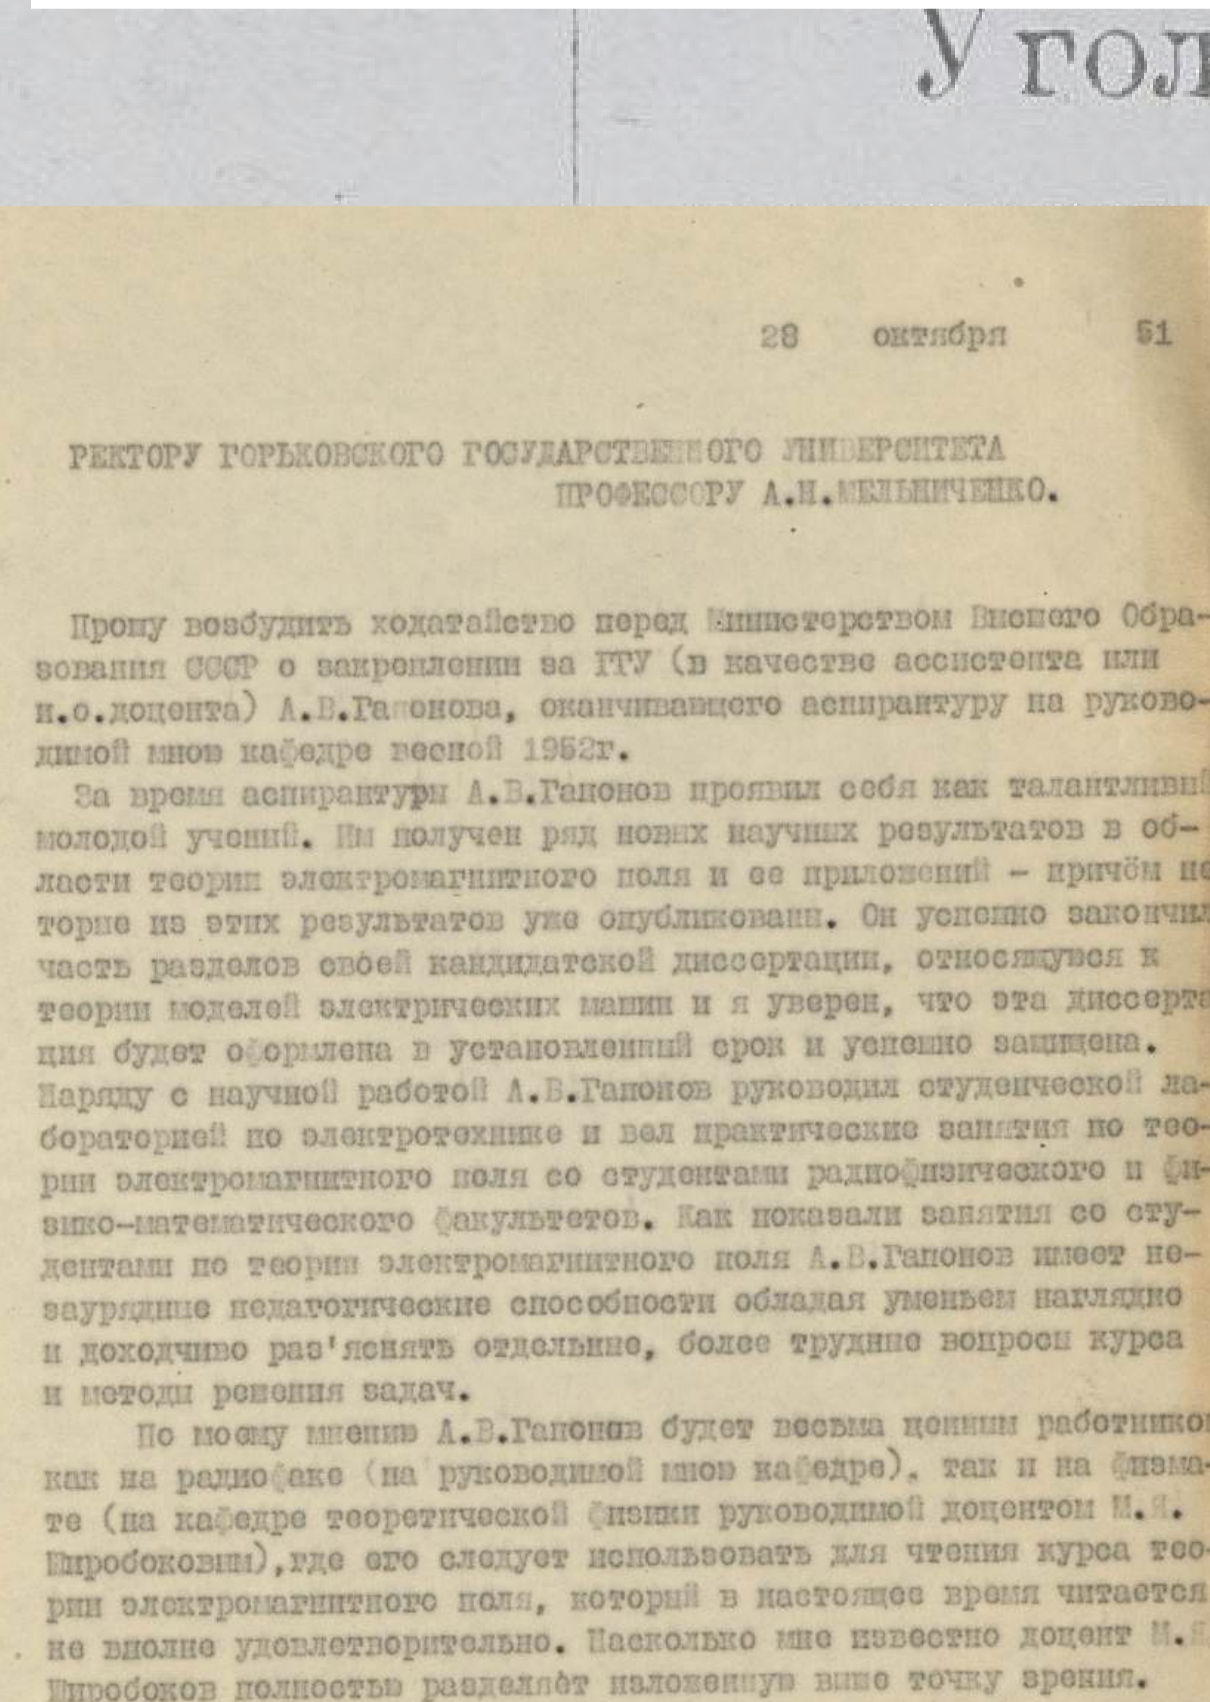 Угол
28 октября 51
РЕКТОРУ ГОРЬКОВСКОГО ГОСУДАРСТВЕННОГО УНИВЕРСИТЕТА
ПРОФЕССОРУ А.Н.МЕЛЬНИЧЕНКО.
Прошу возбудить ходатайство перед Министерством Высшего Обра-
зования СССР о закреплении за ГГУ (в качестве ассистента или
и.о.доцента) А.В.Гапонова, оканчивавшего аспирантуру на руково-
димой мною кафедре весной 1952г.
За время аспирантуры А.В.Гапонов проявил себя как талантливый
молодой ученый. Им получен ряд новых научных результатов в об-
ласти теории электромагнитного поля и ее приложений - причём не
торые из этих результатов уже опубликованы. Он успешно закончил
часть разделов своей кандидатской диссертации, относящуюся к
теории моделей электрических машин и я уверен, что эта диссерта
ция будет оформлена в установленный срок и успешно защищена.
Наряду с научной работой А.В.Гапонов руководил студенческой ла-
бораторией по электротехнике и вел практические занятия по тео-
рии электромагнитного поля со студентами радиофизического и фи-
зико-математического факультетов. Как показали занятия со сту-
дентами по теории электромагнитного поля А.В.Гапонов имеет не-
заурядные педагогические способности обладая уменьем наглядно
и доходчиво раз'яснять отдельные, более трудные вопросы курса
и методы решения задач.
По моему мнению А.В.Гапонов будет весьма ценным работником
как на радиофаке (на руководимой мною кафедре), так и на физма-
те (на кафедре теоретической физики руководимой доцентом М.Я.
Широбоковым),где его следует использовать для чтения курса тео-
рии электромагнитного поля, который в настоящее время читается
не вполне удовлетворительно. Насколько мне известно доцент М.Я.
Широбоков полностью разделяет изложенную выше точку зрения.